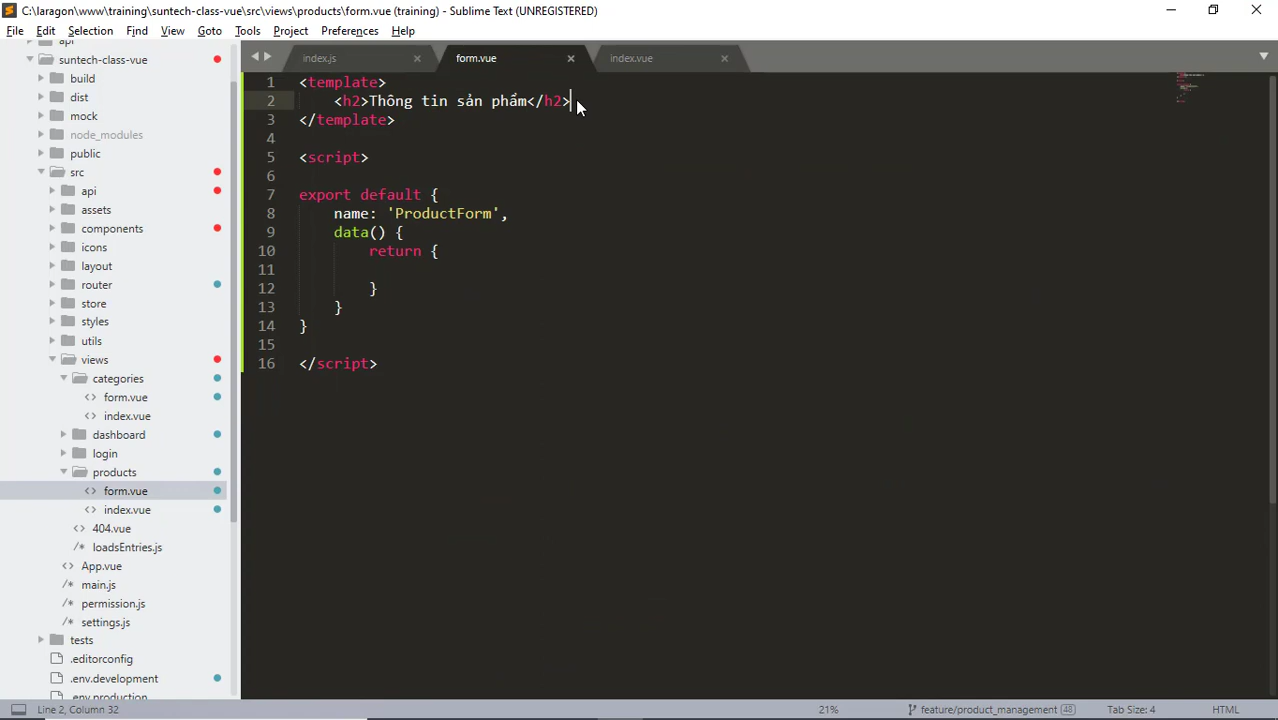 C:\laragon\www\training\suntech-class-vue\src\views\products\form.vue (training) - Sublime Text (UNREGISTERED)
File Edit Selection Find View Goto Tools Project Preferences Help
api
suntech-class-vue
build
dist
mock
node_modules
public
src
api
assets
components
icons
layout
router
store
styles
utils
views
categories
<> form.vue
<> index.vue
dashboard
login
products
<> form.vue
<> index.vue
<> 404.vue
/* loadsEntries.js
<> App.vue
/* main.js
/* permission.js
/* settings.js
tests
.editorconfig
.env.development
.env.production
index.js
form.vue
index.vue
1 <template>
2 <h2>Thông tin sản phẩm</h2>
3 </template>
4
5 <script>
6
7 export default {
8 name: 'ProductForm',
9 data() {
10 return {
11
12 }
13 }
14 }
15
16 </script>
Line 2, Column 32
21%
feature/product_management 48
Tab Size: 4
HTML